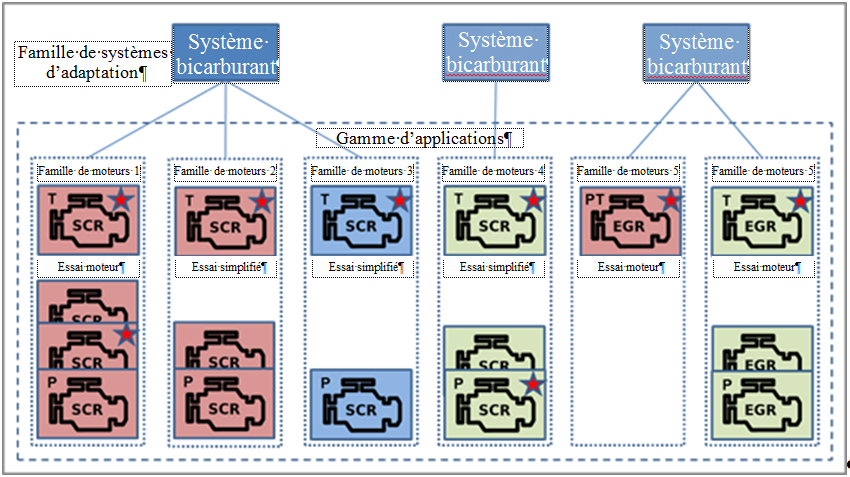 Famille·de·systèmes·
d’adaptation¶
Système·
bicarburant¶
Système·
bicarburant¶
Système·
bicarburant¶
Gamme·d’applications¶
Famille·de·moteurs·1
Famille·de·moteurs·2
Famille·de·moteurs·3
Famille·de·moteurs·4
Famille·de·moteurs·5
Famille·de·moteurs·5
T SCR
T SCR
T SCR
T SCR
PT EGR
T EGR
Essai·moteur¶
Essai·simplifié¶
Essai·simplifié¶
Essai·simplifié¶
Essai·moteur¶
Essai·moteur¶
SCR
SCR
SCR
SCR
EGR
P SCR
P SCR
P SCR
P SCR
P EGR